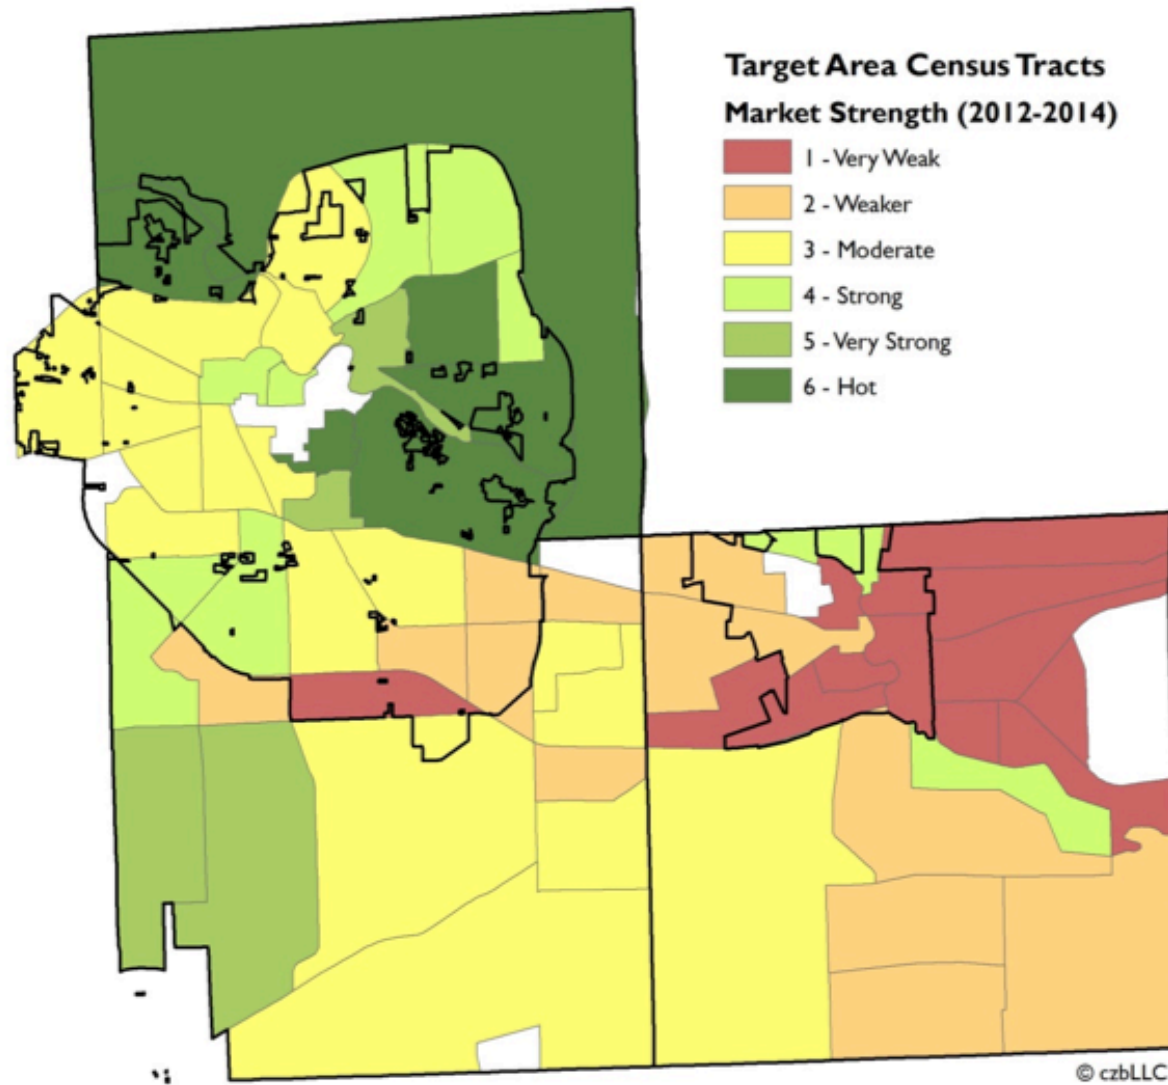 Target Area Census Tracts
Market Strength (2012-2014)
1 - Very Weak
2 - Weaker
3 - Moderate
4 - Strong
5 - Very Strong
6 - Hot
© czbLLC